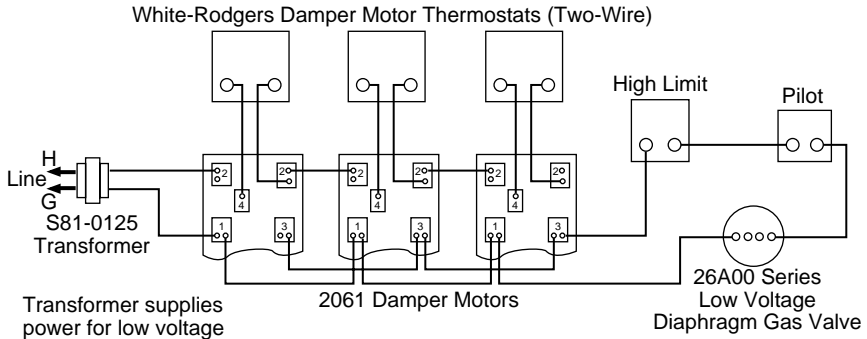 White-Rodgers Damper Motor Thermostats (Two-Wire)
High Limit
Pilot
H
Line
G
S81-0125
Transformer
2
2
4
1
3
2
2
4
1
3
2
2
4
1
3
2061 Damper Motors
26A00 Series
Low Voltage
Diaphragm Gas Valve
Transformer supplies
power for low voltage